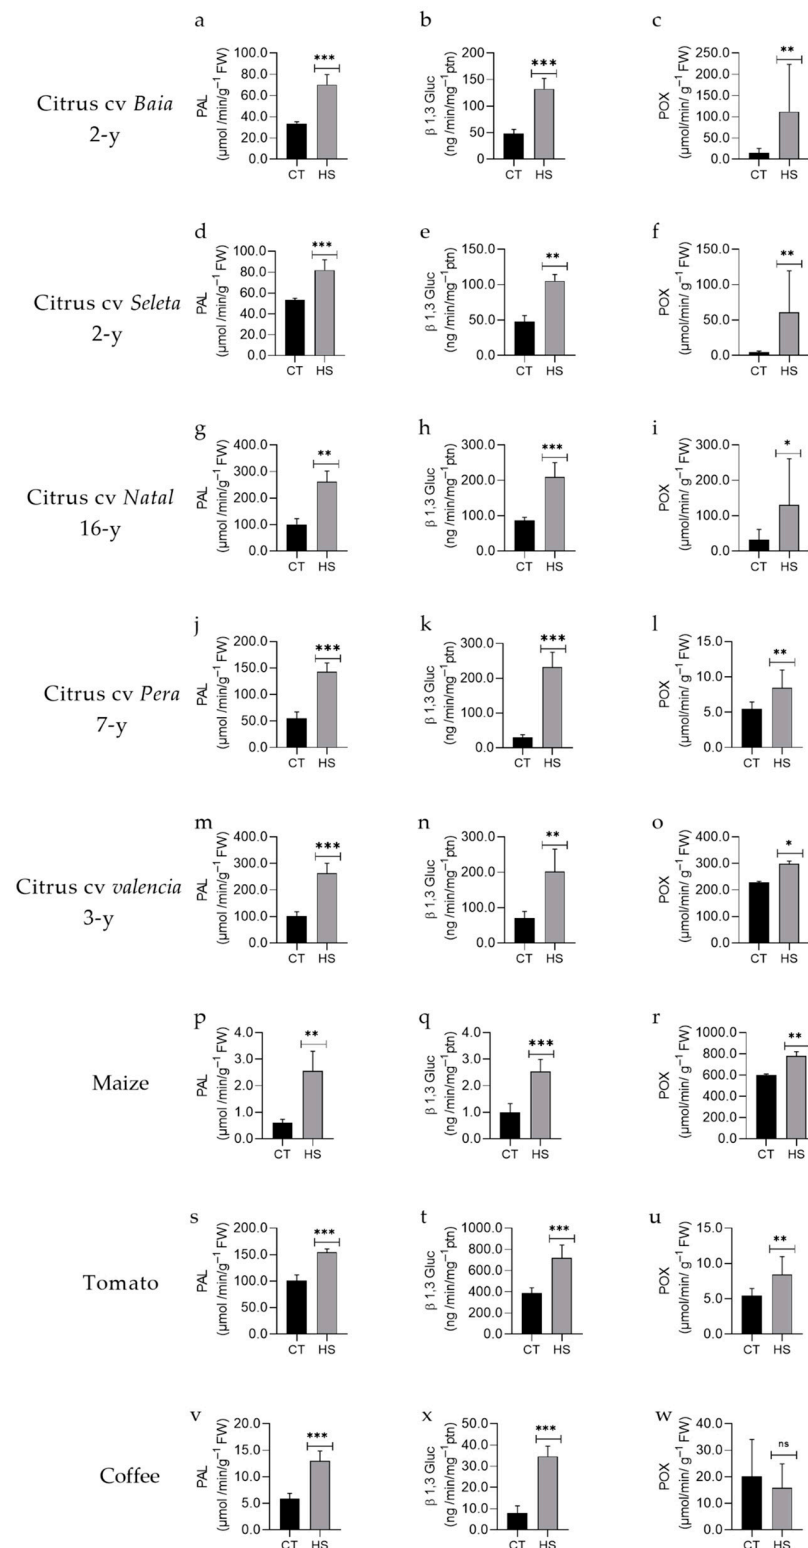 a b c
Citrus cv Baia
2-y
PAL
(µmol /min/g⁻¹ FW)
100.0
80.0
60.0
40.0
20.0
0.0
***
CT HS
β 1,3 Gluc
(ng /min/mg⁻¹ptn)
200
150
100
50
0
***
CT HS
POX
(µmol/min/ g⁻¹ FW)
250.0
200.0
150.0
100.0
50.0
0.0
**
CT HS
d e f
Citrus cv Seleta
2-y
PAL
(µmol /min/g⁻¹ FW)
100.0
80.0
60.0
40.0
20.0
0.0
***
CT HS
β 1,3 Gluc
(ng /min/mg⁻¹ptn)
150.0
100.0
50.0
0.0
**
CT HS
POX
(µmol/min/ g⁻¹ FW)
150.0
100.0
50.0
0.0
**
CT HS
g h i
Citrus cv Natal
16-y
PAL
(µmol /min/g⁻¹ FW)
400.0
300.0
200.0
100.0
0.0
**
CT HS
β 1,3 Gluc
(ng /min/mg⁻¹ptn)
300.0
200.0
100.0
0.0
***
CT HS
POX
(µmol/min/ g⁻¹ FW)
300.0
200.0
100.0
0.0
*
CT HS
j k l
Citrus cv Pera
7-y
PAL
(µmol /min/g⁻¹ FW)
200.0
150.0
100.0
50.0
0.0
***
CT HS
β 1,3 Gluc
(ng /min/mg⁻¹ptn)
300.0
200.0
100.0
0.0
***
CT HS
POX
(µmol/min/ g⁻¹ FW)
15.0
10.0
5.0
0.0
**
CT HS
m n o
Citrus cv valencia
3-y
PAL
(µmol /min/g⁻¹ FW)
400.0
300.0
200.0
100.0
0.0
***
CT HS
β 1,3 Gluc
(ng /min/mg⁻¹ptn)
300.0
200.0
100.0
0.0
**
CT HS
POX
(µmol/min/ g⁻¹ FW)
400.0
300.0
200.0
100.0
0.0
*
CT HS
p q r
Maize
PAL
(µmol /min/g⁻¹ FW)
4.0
3.0
2.0
1.0
0.0
**
CT HS
β 1,3 Gluc
(ng /min/mg⁻¹ptn)
4.0
3.0
2.0
1.0
0.0
***
CT HS
POX
(µmol/min/ g⁻¹ FW)
1000.0
800.0
600.0
400.0
200.0
0.0
**
CT HS
s t u
Tomato
PAL
(µmol /min/g⁻¹ FW)
200.0
150.0
100.0
50.0
0.0
***
CT HS
β 1,3 Gluc
(ng /min/mg⁻¹ptn)
1000.0
800.0
600.0
400.0
200.0
0.0
***
CT HS
POX
(µmol/min/ g⁻¹ FW)
15.0
10.0
5.0
0.0
**
CT HS
v x w
Coffee
PAL
(µmol /min/g⁻¹ FW)
20.0
15.0
10.0
5.0
0.0
***
CT HS
β 1,3 Gluc
(ng /min/mg⁻¹ptn)
50.0
40.0
30.0
20.0
10.0
0.0
***
CT HS
POX
(µmol/min/ g⁻¹ FW)
40.0
30.0
20.0
10.0
0.0
ns
CT HS